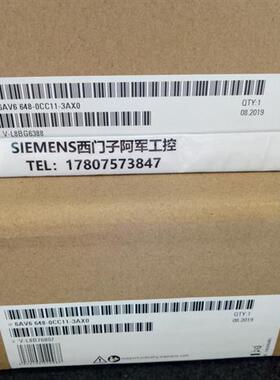 6AV6 648-0CC11-3AX0
QTY:1
08.2019
V-L8BG6388
SIEMENS西门子阿军工控
TEL：17807573847
6AV6 648-0CC11-3AX0
QTY:1
08.2019